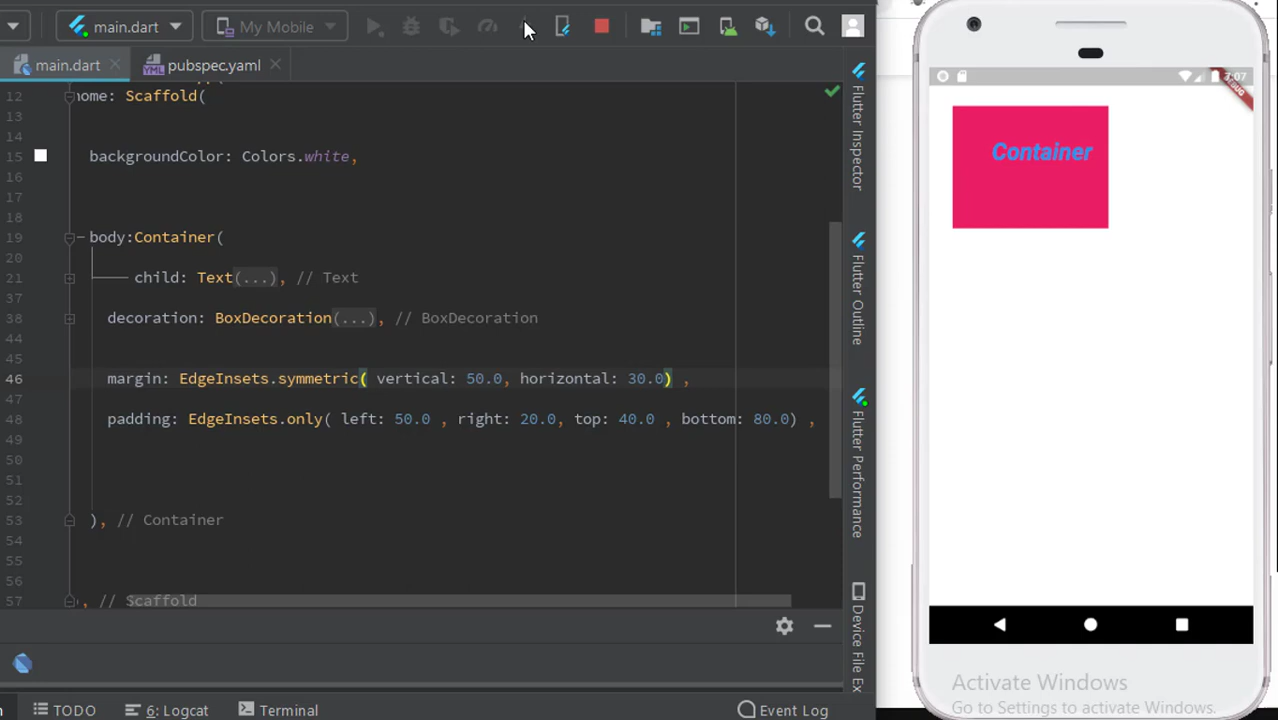 main.dart
My Mobile
main.dart
pubspec.yaml
12 home: Scaffold(
13
14
15 backgroundColor: Colors.white,
16
17
18
19 body:Container(
20
21 child: Text(...), // Text
37
38 decoration: BoxDecoration(...), // BoxDecoration
44
45
46 margin: EdgeInsets.symmetric( vertical: 50.0, horizontal: 30.0) ,
47
48 padding: EdgeInsets.only( left: 50.0 , right: 20.0, top: 40.0 , bottom: 80.0) ,
49
50
51
52
53 ), // Container
54
55
56
57 , // Scaffold
TODO
6: Logcat
Terminal
Event Log
Flutter Inspector
Flutter Outline
Flutter Performance
Device File Ex
7:07
Container
Activate Windows
Go to Settings to activate Windows.